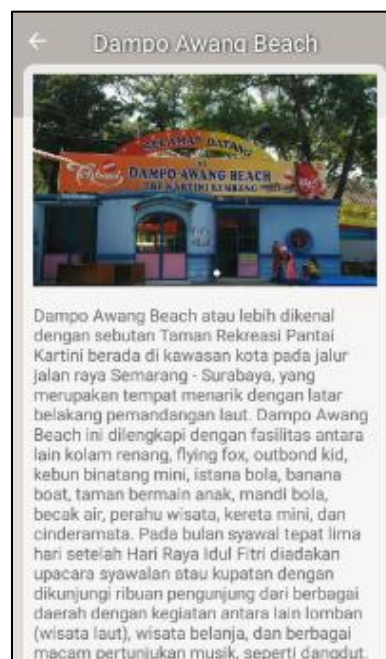 Dampo Awang Beach
SELAMAT DATANG
DI
DAMPO AWANG BEACH
TRP KARTINI REMBANG
Dampo Awang Beach atau lebih dikenal
dengan sebutan Taman Rekreasi Pantai
Kartini berada di kawasan kota pada jalur
jalan raya Semarang - Surabaya, yang
merupakan tempat menarik dengan latar
belakang pemandangan laut. Dampo Awang
Beach ini dilengkapi dengan fasilitas antara
lain kolam renang, flying fox, outbond kid,
kebun binatang mini, istana bola, banana
boat, taman bermain anak, mandi bola,
becak air, perahu wisata, kereta mini, dan
cinderamata. Pada bulan syawal tepat lima
hari setelah Hari Raya Idul Fitri diadakan
upacara syawalan atau kupatan dengan
dikunjungi ribuan pengunjung dari berbagai
daerah dengan kegiatan antara lain lomban
(wisata laut), wisata belanja, dan berbagai
macam pertunjukan musik, seperti dangdut,